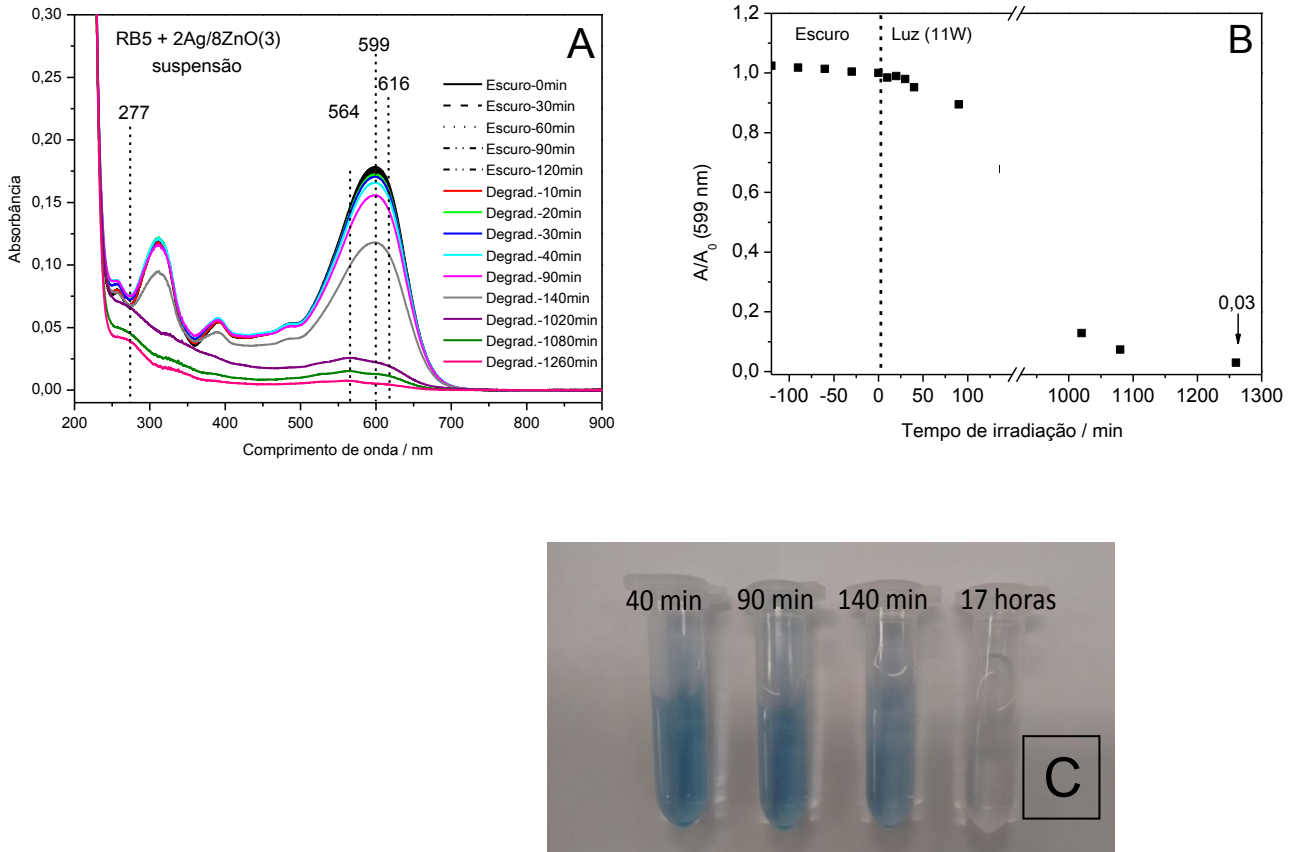 0,30
0,25
0,20
0,15
0,10
0,05
0,00
Absorbância
RB5 + 2Ag/8ZnO(3)
suspensão
A
277
564
599
616
Escuro-0min
Escuro-30min
Escuro-60min
Escuro-90min
Escuro-120min
Degrad.-10min
Degrad.-20min
Degrad.-30min
Degrad.-40min
Degrad.-90min
Degrad.-140min
Degrad.-1020min
Degrad.-1080min
Degrad.-1260min
200 300 400 500 600 700 800 900
Comprimento de onda / nm
1,2
1,0
0,8
0,6
0,4
0,2
0,0
A/A0 (599 nm)
Escuro
Luz (11W)
B
0,03
-100 -50 0 50 100 1000 1100 1200 1300
Tempo de irradiação / min
40 min 90 min 140 min 17 horas
C